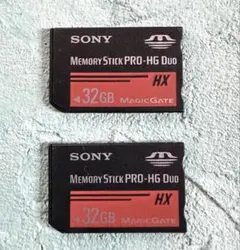 SONY
MEMORY STICK PRO-HG DUO
HX
32GB MAGICGATE
SONY
MEMORY STICK PRO-HG DUO
HX
32GB MAGICGATE